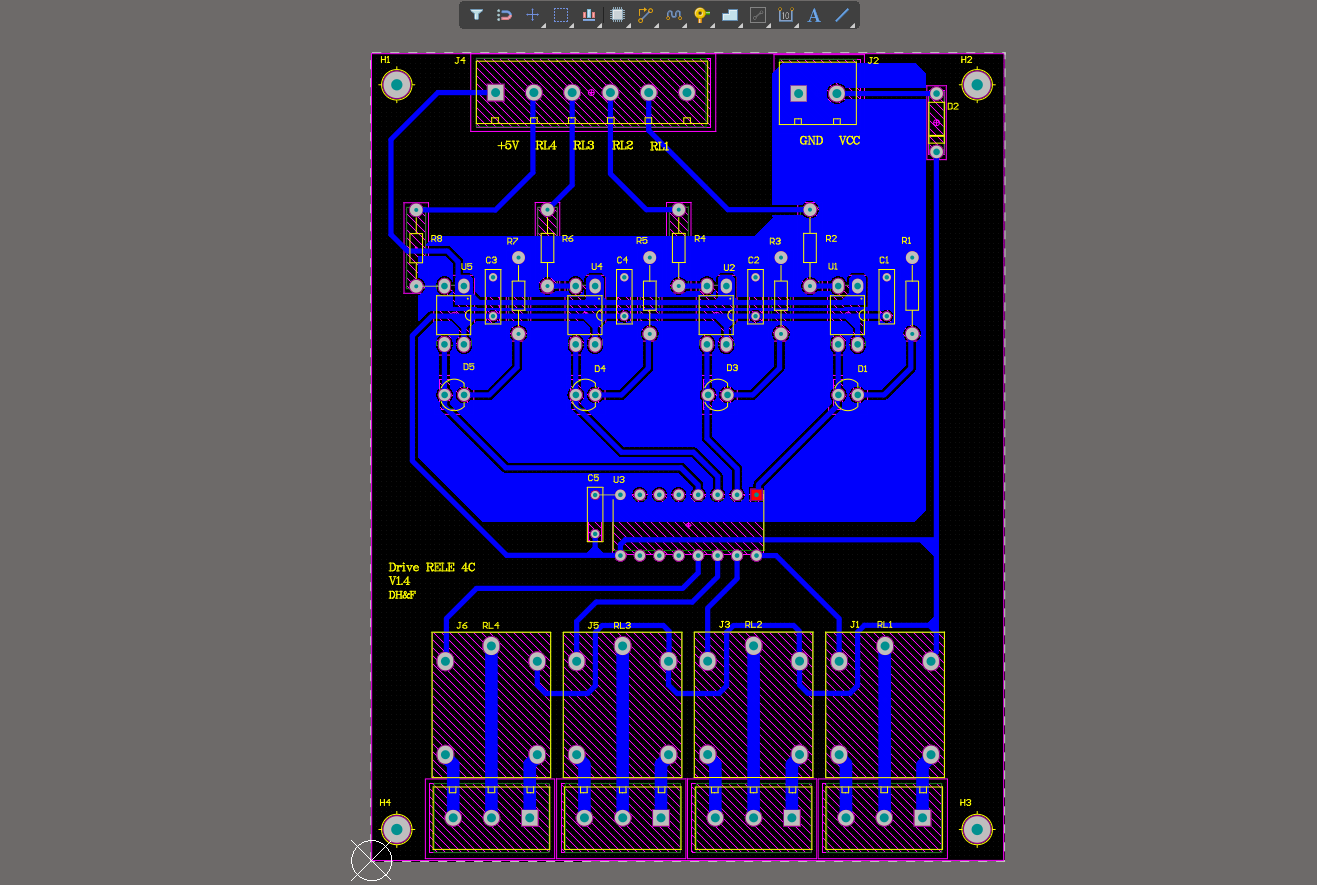 H1
J4
J2
H2
D2
+5V RL4 RL3 RL2 RL1
GND VCC
R8
R7
R6
R5
R4
R3
R2
R1
U5
C3
U4
C4
U2
C2
U1
C1
D5
D4
D3
D1
C5
U3
Drive RELE 4C
V1.4
DH&F
J6 RL4
J5 RL3
J3 RL2
J1 RL1
H4
H3